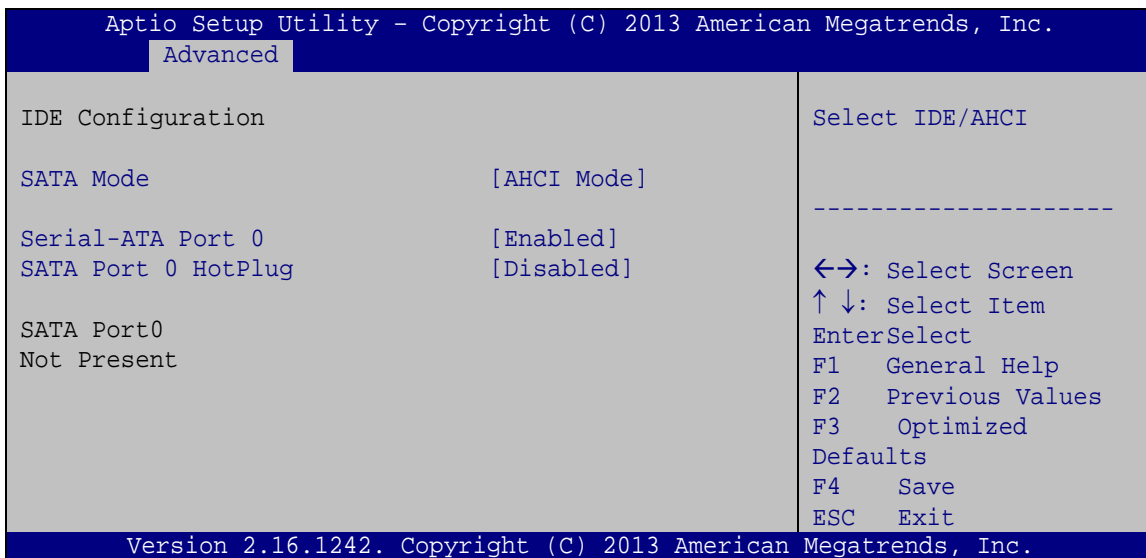 Aptio Setup Utility – Copyright (C) 2013 American Megatrends, Inc.
Advanced
IDE Configuration
SATA Mode [AHCI Mode]
Serial-ATA Port 0 [Enabled]
SATA Port 0 HotPlug [Disabled]
SATA Port0
Not Present
Select IDE/AHCI
---------------------
←→: Select Screen
↑ ↓: Select Item
EnterSelect
F1 General Help
F2 Previous Values
F3 Optimized
Defaults
F4 Save
ESC Exit
Version 2.16.1242. Copyright (C) 2013 American Megatrends, Inc.